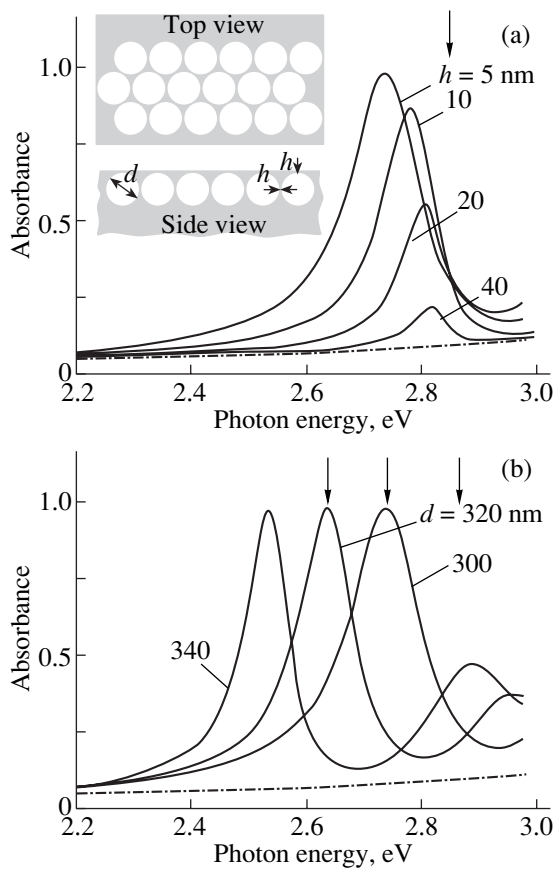 Top view
(a)
h = 5 nm
10
d
h
h
Side view
20
40
Absorbance
1.0
0.5
0
2.2
2.4
2.6
2.8
3.0
Photon energy, eV
(b)
d = 320 nm
300
340
Absorbance
1.0
0.5
0
2.2
2.4
2.6
2.8
3.0
Photon energy, eV